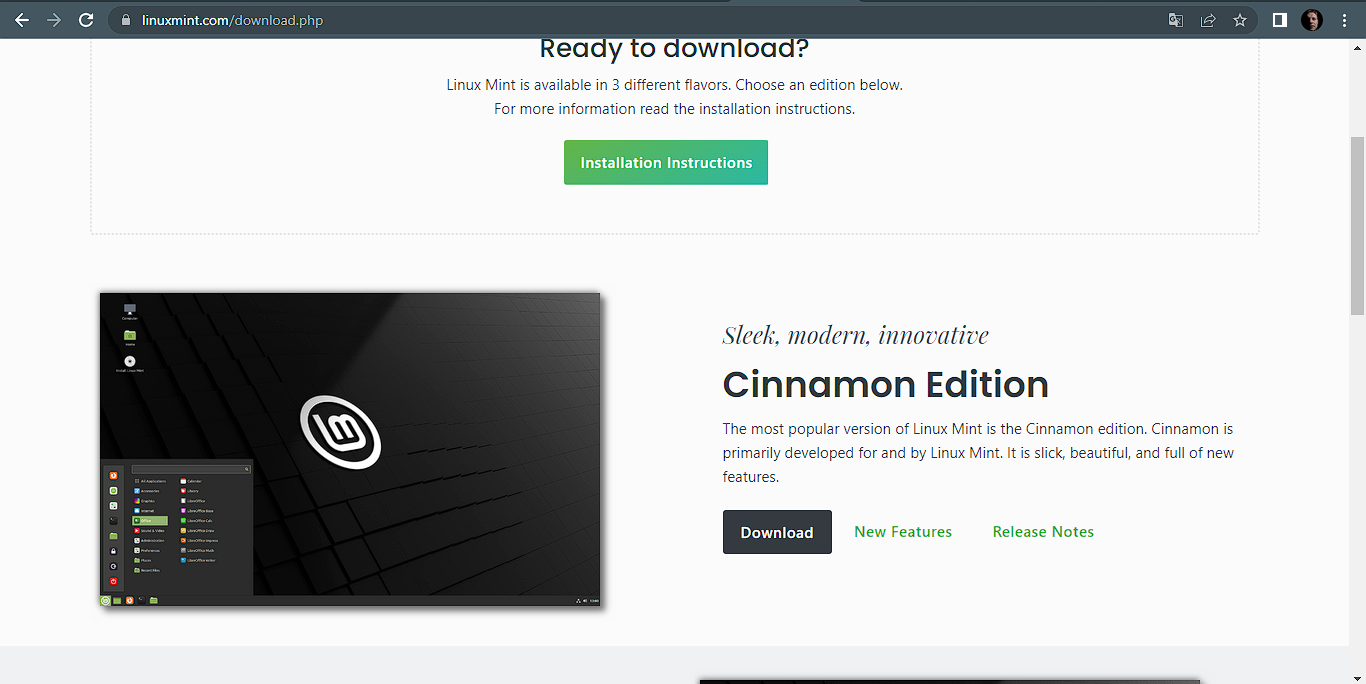 linuxmint.com/download.php
Ready to download?
Linux Mint is available in 3 different flavors. Choose an edition below.
For more information read the installation instructions.
Installation Instructions
Computer
Home
Install Linux Mint
lm
All Applications
Accessories
Graphics
Internet
Office
Sound & Video
Administration
Preferences
Places
Recent Files
Calendar
Library
LibreOffice
LibreOffice Base
LibreOffice Calc
LibreOffice Draw
LibreOffice Impress
LibreOffice Math
LibreOffice Writer
Sleek, modern, innovative
Cinnamon Edition
The most popular version of Linux Mint is the Cinnamon edition. Cinnamon is
primarily developed for and by Linux Mint. It is slick, beautiful, and full of new
features.
Download
New Features
Release Notes